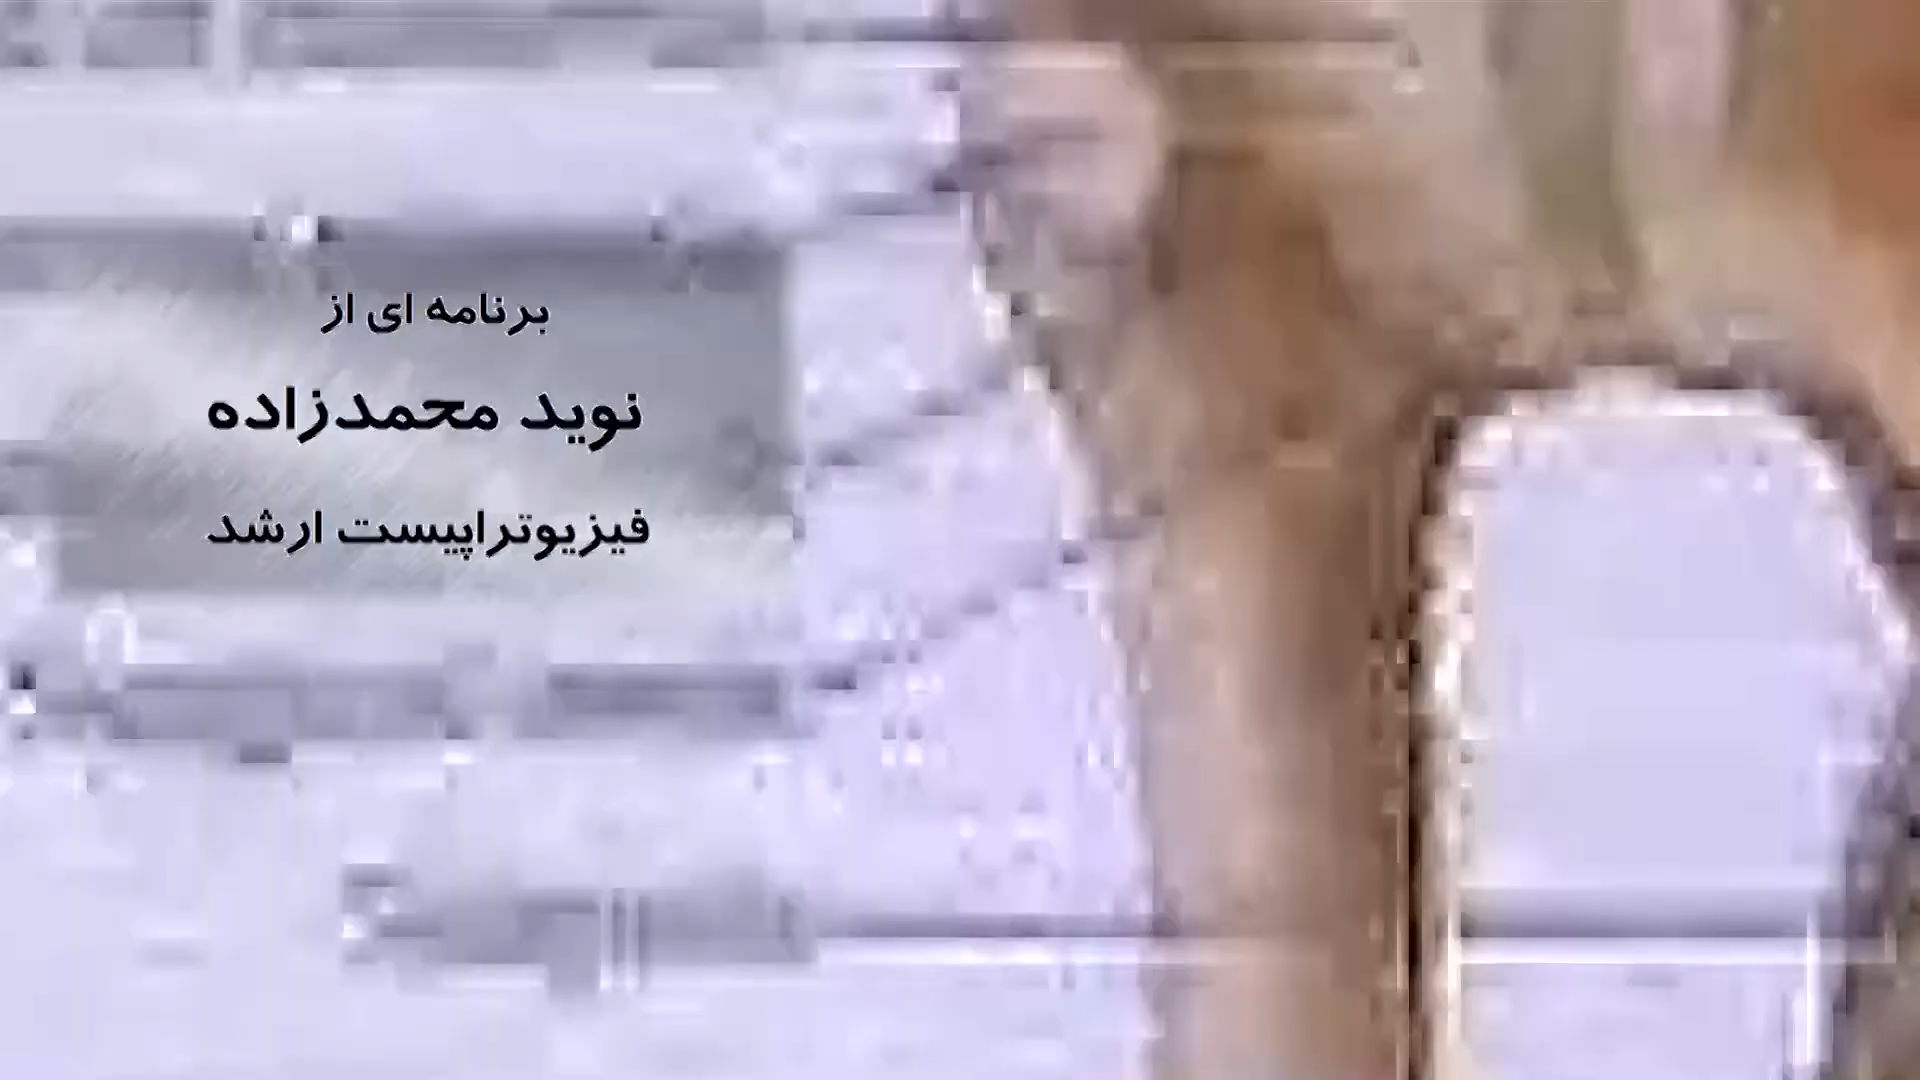 برنامه ای از
نوید محمدزاده
فیزیوتراپیست ارشد